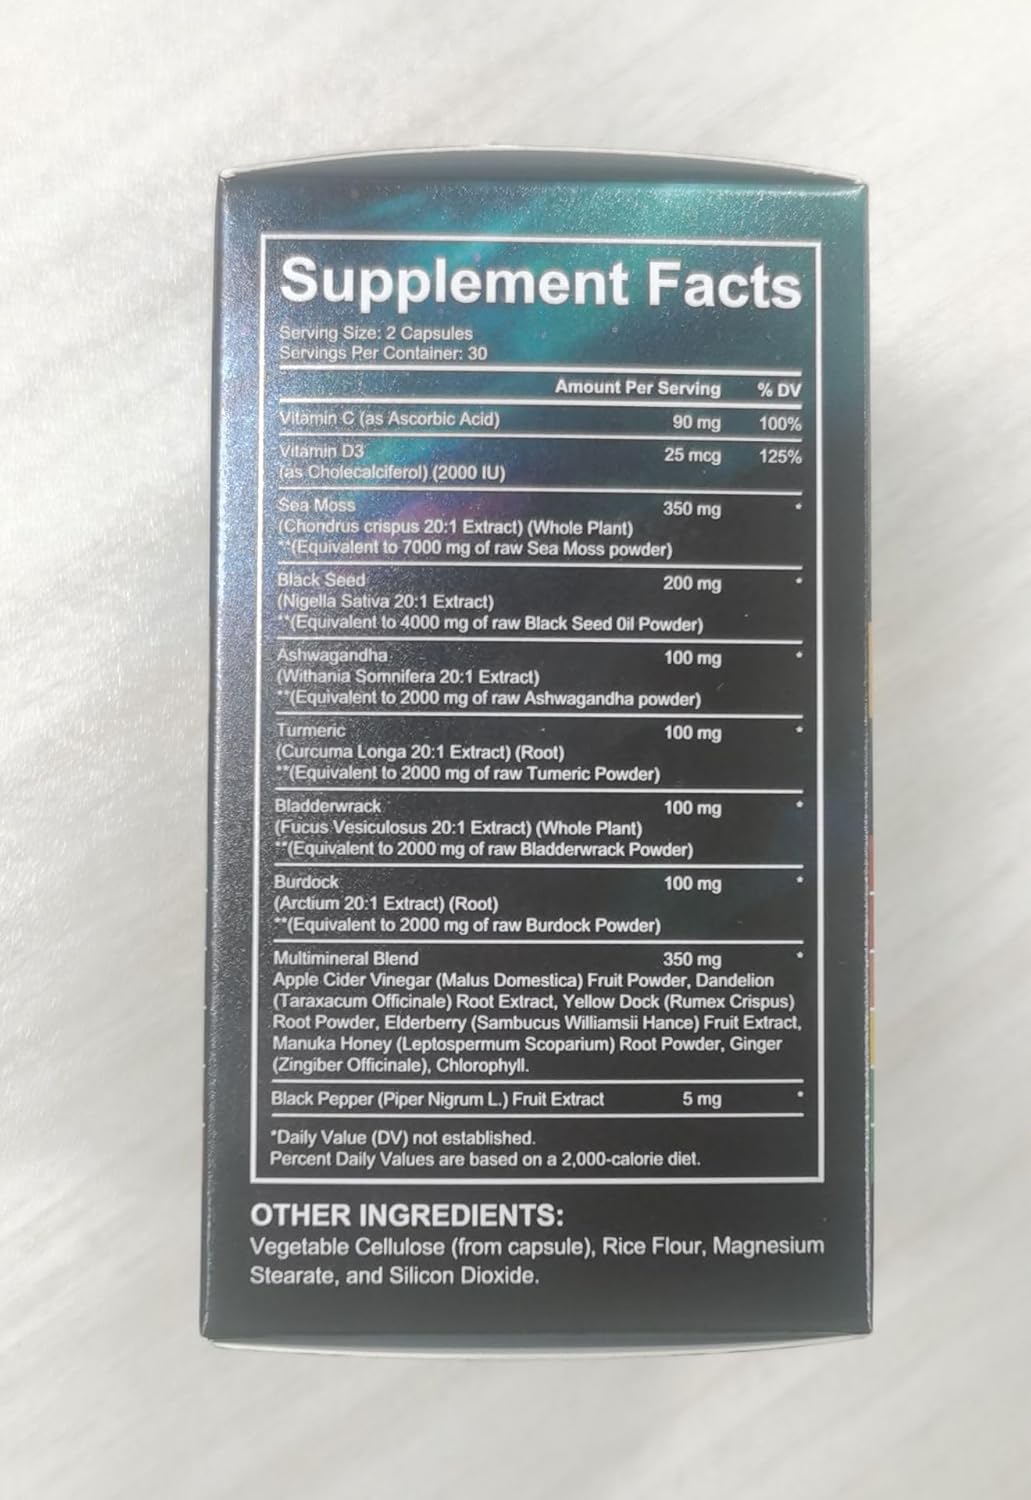 Supplement Facts
Serving Size: 2 Capsules
Servings Per Container: 30
Amount Per Serving % DV
Vitamin C (as Ascorbic Acid) 90 mg 100%
Vitamin D3 25 mcg 125%
(as Cholecalciferol) (2000 IU)
Sea Moss 350 mg *
(Chondrus crispus 20:1 Extract) (Whole Plant)
**(Equivalent to 7000 mg of raw Sea Moss powder)
Black Seed 200 mg *
(Nigella Sativa 20:1 Extract)
**(Equivalent to 4000 mg of raw Black Seed 0il Powder)
Ashwagandha 100 mg *
(Withania Somnifera 20:1 Extract)
**(Equivalent to 2000 mg of raw Ashwagandha powder)
Turmeric 100 mg *
(Curcuma Longa 20:1 Extract) (Root)
**(Equivalent to 2000 mg of raw Tumeric Powder)
Bladderwrack 100 mg *
(Fucus Vesiculosus 20:1 Extract) (Whole Plant)
**(Equivalent to 2000 mg of raw Bladderwrack Powder)
Burdock 100 mg *
(Arctium 20:1 Extract) (Root)
**(Equivalent to 2000 mg of raw Burdock Powder)
Multimineral Blend 350 mg *
Apple Cider Vinegar (Malus Domestica) Fruit Powder, Dandelion
(Taraxacum Officinale) Root Extract, Yellow Dock (Rumex Crispus)
Root Powder, Elderberry (Sambucus Williamsii Hance) Fruit Extract,
Manuka Honey (Leptospermum Scoparium) Root Powder, Ginger
(Zingiber Officinale), Chlorophyll.
Black Pepper (Piper Nigrum L.) Fruit Extract 5 mg *
*Daily Value (DV) not established.
Percent Daily Values are based on a 2,000-calorie diet.
OTHER INGREDIENTS:
Vegetable Cellulose (from capsule), Rice Flour, Magnesium
Stearate, and Silicon Dioxide.